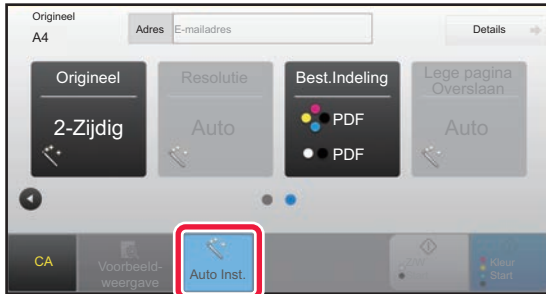 Origineel
A4
Adres
E-mailadres
Details
Origineel
2-Zijdig
Resolutie
Auto
Best.Indeling
PDF
PDF
Lege pagina
Overslaan
Auto
CA
Voorbeeld-
weergave
Auto Inst.
Z/W
Start
Kleur
Start